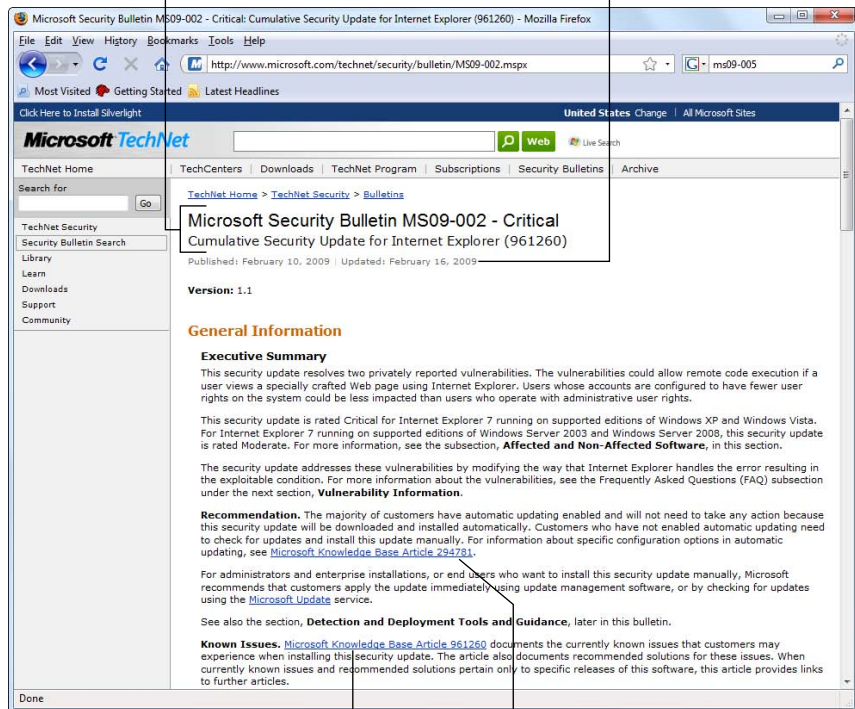 Microsoft Security Bulletin MS09-002 - Critical: Cumulative Security Update for Internet Explorer (961260) - Mozilla Firefox
File Edit View History Bookmarks Tools Help
http://www.microsoft.com/technet/security/bulletin/MS09-002.mspx
G ms09-005
Most Visited Getting Started Latest Headlines
Click Here to Install Silverlight
United States Change | All Microsoft Sites
Microsoft TechNet
Web
Live Search
TechNet Home
TechCenters | Downloads | TechNet Program | Subscriptions | Security Bulletins | Archive
Search for
Go
TechNet Security
Security Bulletin Search
Library
Learn
Downloads
Support
Community
TechNet Home > TechNet Security > Bulletins
Microsoft Security Bulletin MS09-002 - Critical
Cumulative Security Update for Internet Explorer (961260)
Published: February 10, 2009 | Updated: February 16, 2009
Version: 1.1
General Information
Executive Summary
This security update resolves two privately reported vulnerabilities. The vulnerabilities could allow remote code execution if a
user views a specially crafted Web page using Internet Explorer. Users whose accounts are configured to have fewer user
rights on the system could be less impacted than users who operate with administrative user rights.
This security update is rated Critical for Internet Explorer 7 running on supported editions of Windows XP and Windows Vista.
For Internet Explorer 7 running on supported editions of Windows Server 2003 and Windows Server 2008, this security update
is rated Moderate. For more information, see the subsection, Affected and Non-Affected Software, in this section.
The security update addresses these vulnerabilities by modifying the way that Internet Explorer handles the error resulting in
the exploitable condition. For more information about the vulnerabilities, see the Frequently Asked Questions (FAQ) subsection
under the next section, Vulnerability Information.
Recommendation. The majority of customers have automatic updating enabled and will not need to take any action because
this security update will be downloaded and installed automatically. Customers who have not enabled automatic updating need
to check for updates and install this update manually. For information about specific configuration options in automatic
updating, see Microsoft Knowledge Base Article 294781.
For administrators and enterprise installations, or end users who want to install this security update manually, Microsoft
recommends that customers apply the update immediately using update management software, or by checking for updates
using the Microsoft Update service.
See also the section, Detection and Deployment Tools and Guidance, later in this bulletin.
Known Issues. Microsoft Knowledge Base Article 961260 documents the currently known issues that customers may
experience when installing this security update. The article also documents recommended solutions for these issues. When
currently known issues and recommended solutions pertain only to specific releases of this software, this article provides links
to further articles.
Done